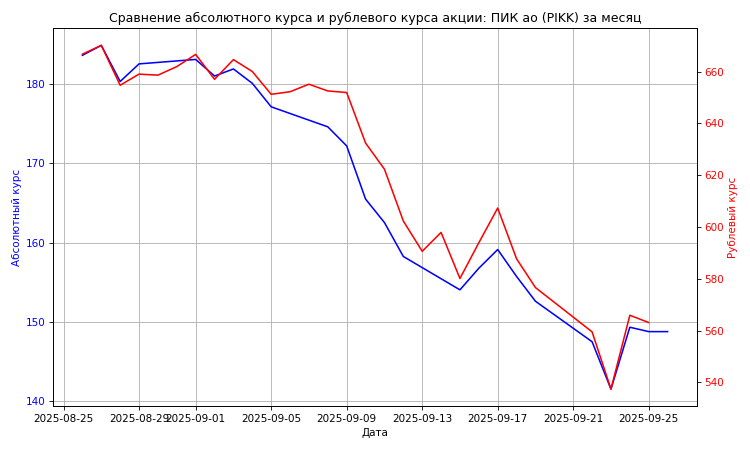 Сравнение абсолютного курса и рублевого курса акции: ПИК ао (PIKK) за месяц
Абсолютный курс
180
170
160
150
140
660
640
620
600
580
560
540
Рублевый курс
2025-08-25 2025-08-29 2025-09-01 2025-09-05 2025-09-09 2025-09-13 2025-09-17 2025-09-21 2025-09-25
Дата